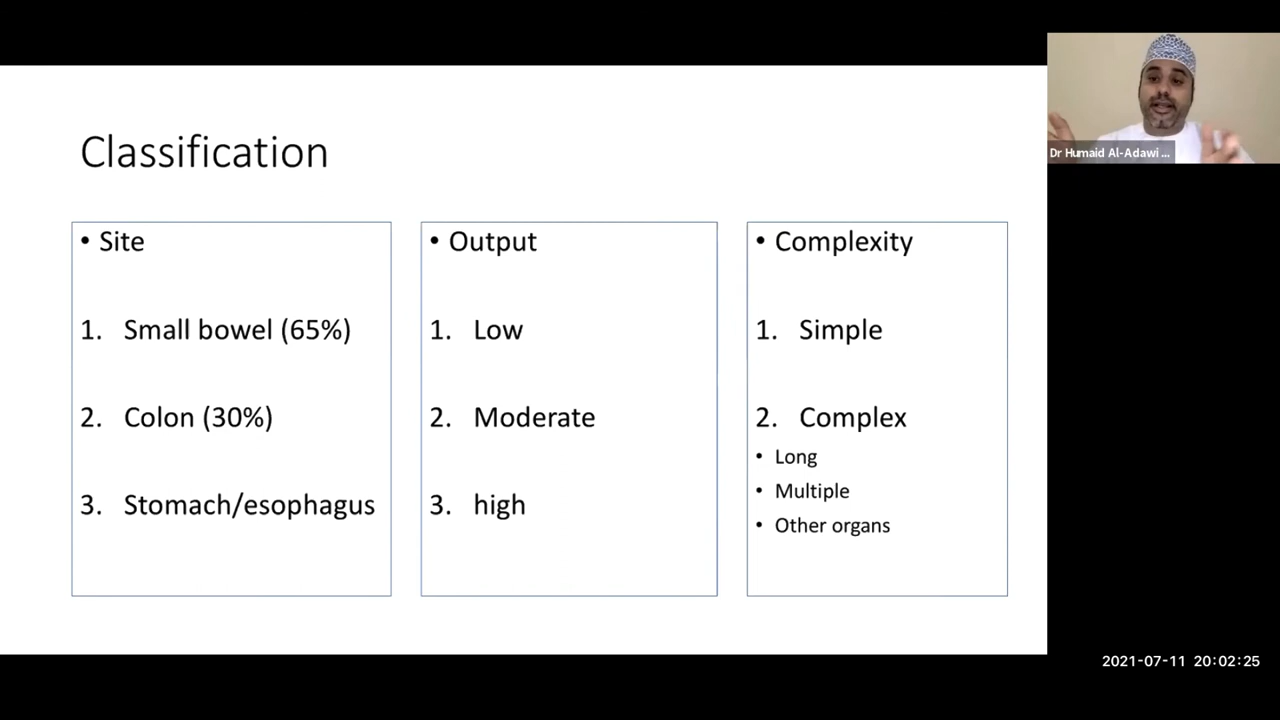 Classification
• Site
1. Small bowel (65%)
2. Colon (30%)
3. Stomach/esophagus
• Output
1. Low
2. Moderate
3. high
• Complexity
1. Simple
2. Complex
• Long
• Multiple
• Other organs
Dr Humaid Al-Adawi ...
2021-07-11 20:02:25